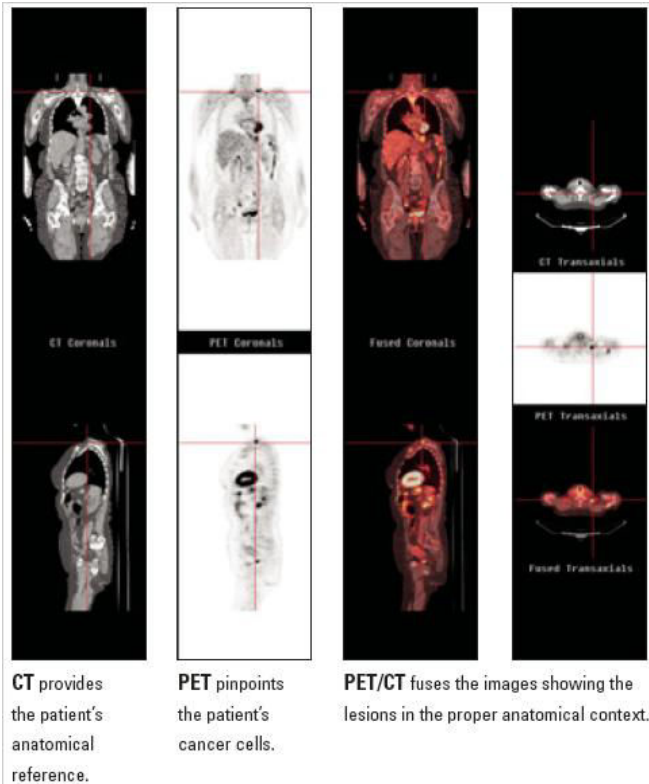 CT Coronals
PET Coronals
Fused Coronals
CT Transaxials
PET Transaxials
Fused Transaxials
CT provides
the patient's
anatomical
reference.
PET pinpoints
the patient's
cancer cells.
PET/CT fuses the images showing the
lesions in the proper anatomical context.